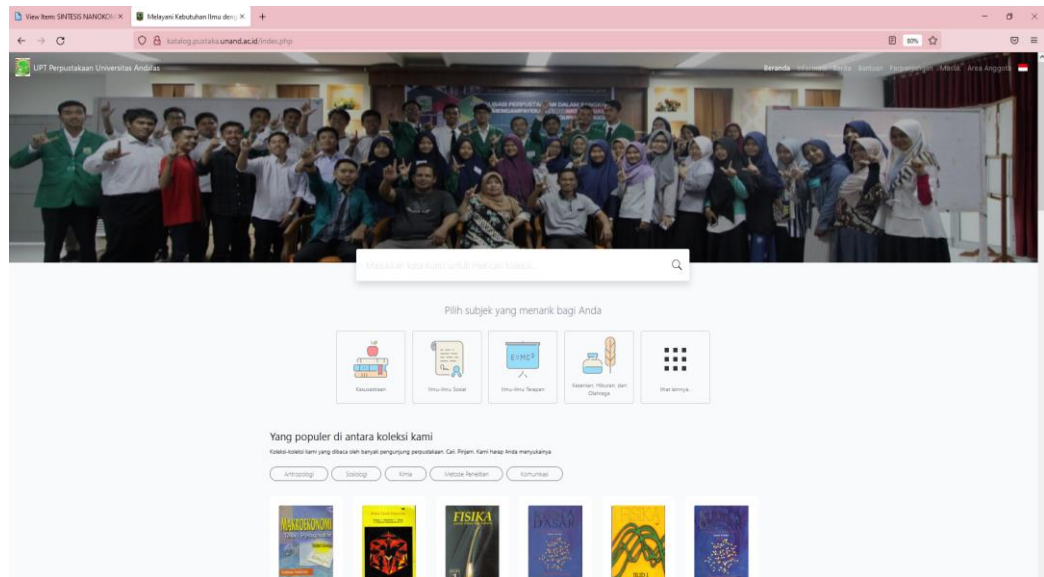 View Item: SINTESIS NANOKO
Melayani Kebutuhan Ilmu deng
katalog.pustaka.unand.ac.id/index.php
80%
UPT Perpustakaan Universitas Andalas
Beranda Informasi Berita Bantuan Area Anggota
Masukkan kata kunci untuk mencari koleksi...
Pilih subjek yang menarik bagi Anda
Kesusastraan
Ilmu-ilmu Sosial
Ilmu-ilmu Terapan
Kesenian, Hiburan, dan
Olahraga
lihat lainnya..
Yang populer di antara koleksi kami
Koleksi-koleksi kami yang dibaca oleh banyak pengunjung perpustakaan. Cari. Pinjam. Kami harap Anda menyukainya
Antropologi
Sosiologi
Kimia
Metode Penelitian
Komunikasi
MAKROEKONOMI
FISIKA
DASAR